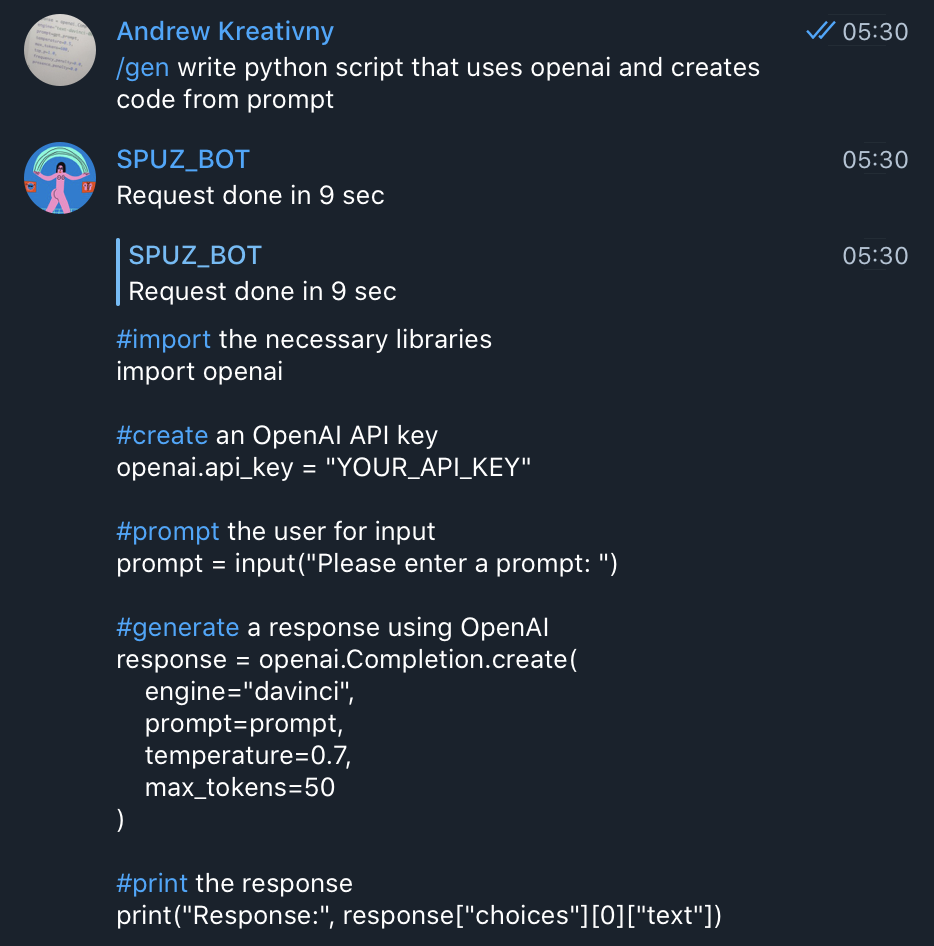 Andrew Kreativny 05:30
/gen write python script that uses openai and creates
code from prompt
SPUZ_BOT 05:30
Request done in 9 sec
SPUZ_BOT 05:30
Request done in 9 sec
#import the necessary libraries
import openai
#create an OpenAI API key
openai.api_key = "YOUR_API_KEY"
#prompt the user for input
prompt = input("Please enter a prompt: ")
#generate a response using OpenAI
response = openai.Completion.create(
    engine="davinci",
    prompt=prompt,
    temperature=0.7,
    max_tokens=50
)
#print the response
print("Response:", response["choices"][0]["text"])